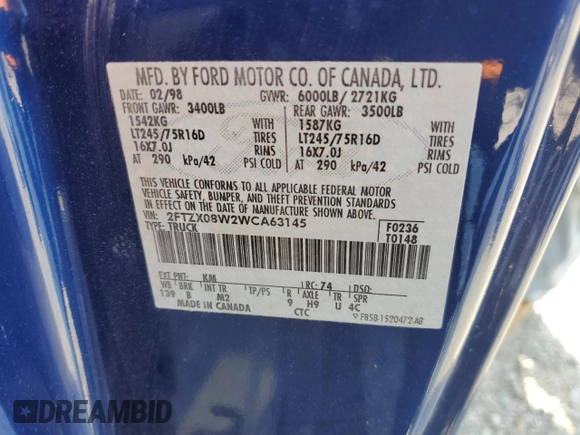 MFD. BY FORD MOTOR CO. OF CANADA, LTD.
DATE: 02/98 GVWR: 6000LB/ 2721KG
FRONT GAWR: 3400LB REAR GAWR: 3500LB
1542KG WITH 1587KG WITH
LT245/75R16D TIRES LT245/75R16D TIRES
16X7.0J RIMS 16X7.0J RIMS
AT 290 kPa/42 PSI COLD AT 290 kPa/42 PSI COLD
THIS VEHICLE CONFORMS TO ALL APPLICABLE FEDERAL MOTOR
VEHICLE SAFETY, BUMPER, AND THEFT PREVENTION STANDARDS
IN EFFECT ON THE DATE OF MANUFACTURE SHOWN ABOVE.
VIN: 2FTZX08W2WCA63145 F0236
TYPE: TRUCK T0148
EXT PNT: KM RC: 74 DSO:
WB BRK INT TR TP/PS R AXLE TR SPR
139 B M2 9 H9 U 4C
MADE IN CANADA CTC F85B-1520472-AB
DREAMBID